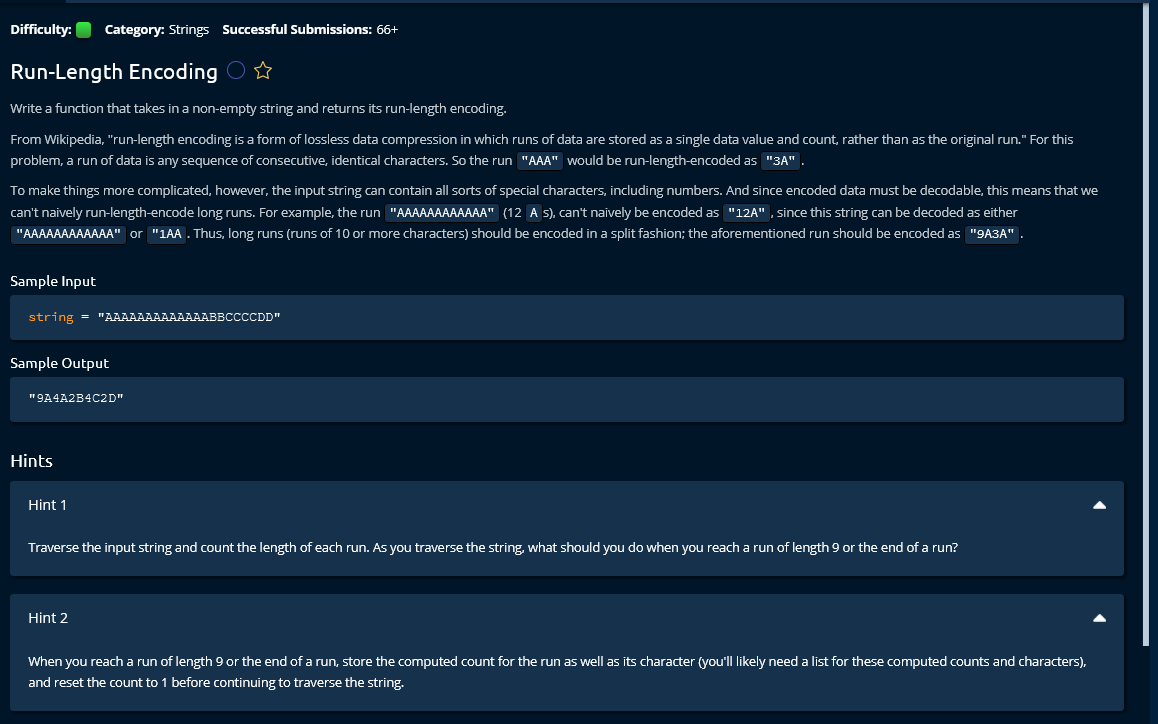 Difficulty: Category: Strings Successful Submissions: 66+
Run-Length Encoding
Write a function that takes in a non-empty string and returns its run-length encoding.
From Wikipedia, "run-length encoding is a form of lossless data compression in which runs of data are stored as a single data value and count, rather than as the original run." For this
problem, a run of data is any sequence of consecutive, identical characters. So the run "AAA" would be run-length-encoded as "3A".
To make things more complicated, however, the input string can contain all sorts of special characters, including numbers. And since encoded data must be decodable, this means that we
can't naively run-length-encode long runs. For example, the run "AAAAAAAAAAAA" (12 A s), can't naively be encoded as "12A", since this string can be decoded as either
"AAAAAAAAAAAA" or "1AA. Thus, long runs (runs of 10 or more characters) should be encoded in a split fashion; the aforementioned run should be encoded as "9A3A".
Sample Input
string = "AAAAAAAAAAAAABBCCCCDD"
Sample Output
"9A4A2B4C2D"
Hints
Hint 1
Traverse the input string and count the length of each run. As you traverse the string, what should you do when you reach a run of length 9 or the end of a run?
Hint 2
When you reach a run of length 9 or the end of a run, store the computed count for the run as well as its character (you'll likely need a list for these computed counts and characters),
and reset the count to 1 before continuing to traverse the string.